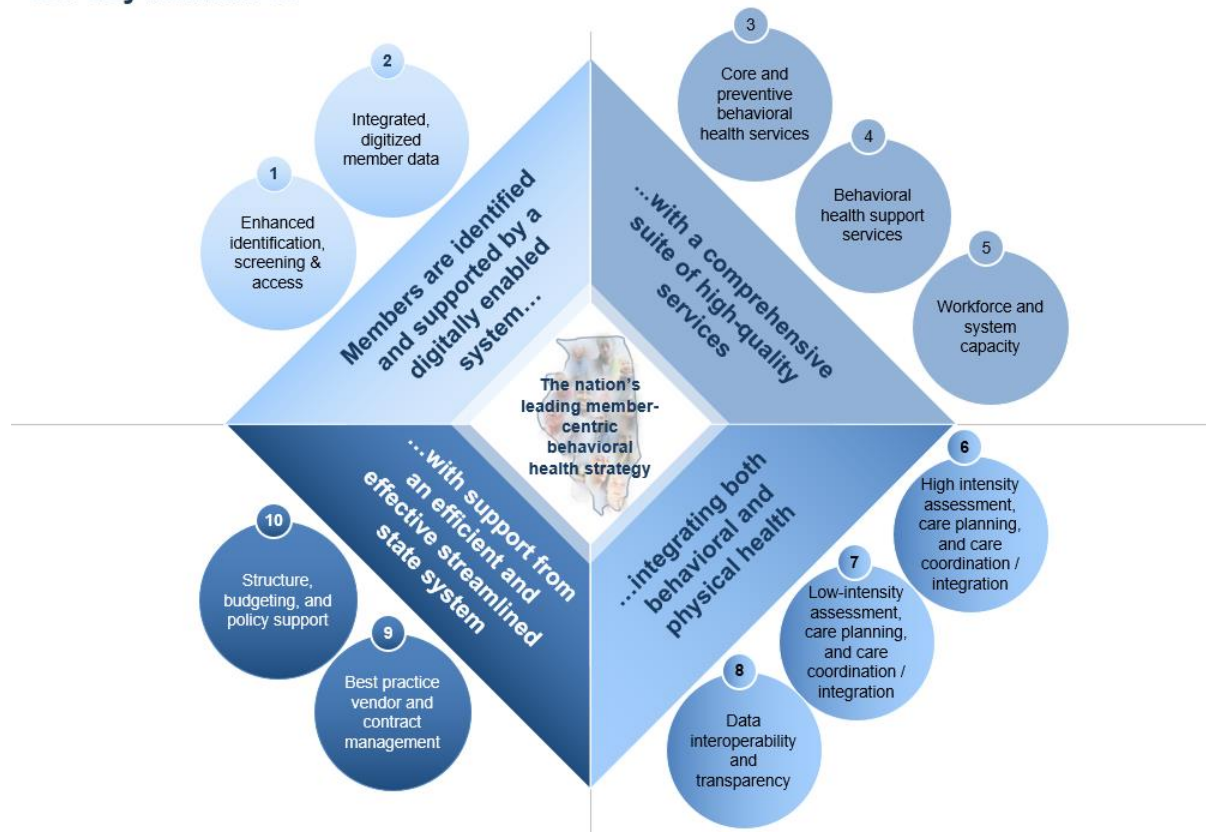 2
Integrated,
digitized
member data
1
Enhanced
identification,
screening &
access
Members are identified
and supported by a
digitally enabled
system…
3
Core and
preventive
behavioral
health services
4
Behavioral
health support
services
5
Workforce and
system
capacity
…with a comprehensive
suite of high-quality
services
The nation's
leading member-
centric
behavioral
health strategy
…with support from
an efficient and
effective streamlined
state system
10
Structure,
budgeting, and
policy support
9
Best practice
vendor and
contract
management
…integrating both
behavioral and
physical health
6
High intensity
assessment,
care planning,
and care
coordination /
integration
7
Low-intensity
assessment,
care planning,
and care
coordination /
integration
8
Data
interoperability
and
transparency